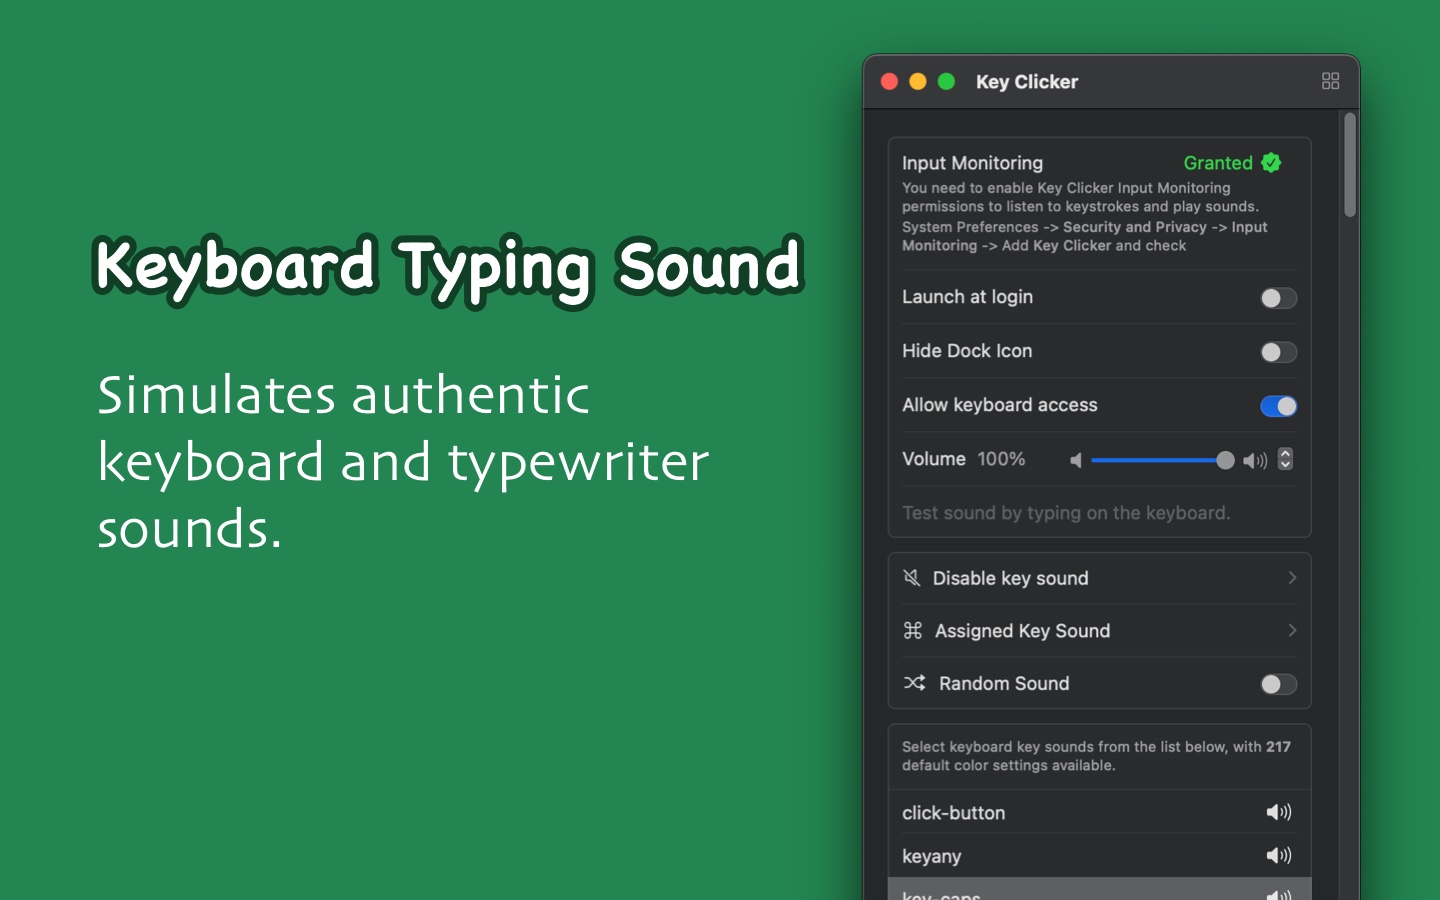 Keyboard Typing Sound
Simulates authentic
keyboard and typewriter
sounds.
Key Clicker
Input Monitoring Granted
You need to enable Key Clicker Input Monitoring
permissions to listen to keystrokes and play sounds.
System Preferences -> Security and Privacy -> Input
Monitoring -> Add Key Clicker and check
Launch at login
Hide Dock Icon
Allow keyboard access
Volume 100%
Test sound by typing on the keyboard.
Disable key sound
Assigned Key Sound
Random Sound
Select keyboard key sounds from the list below, with 217
default color settings available.
click-button
keyany
key-caps